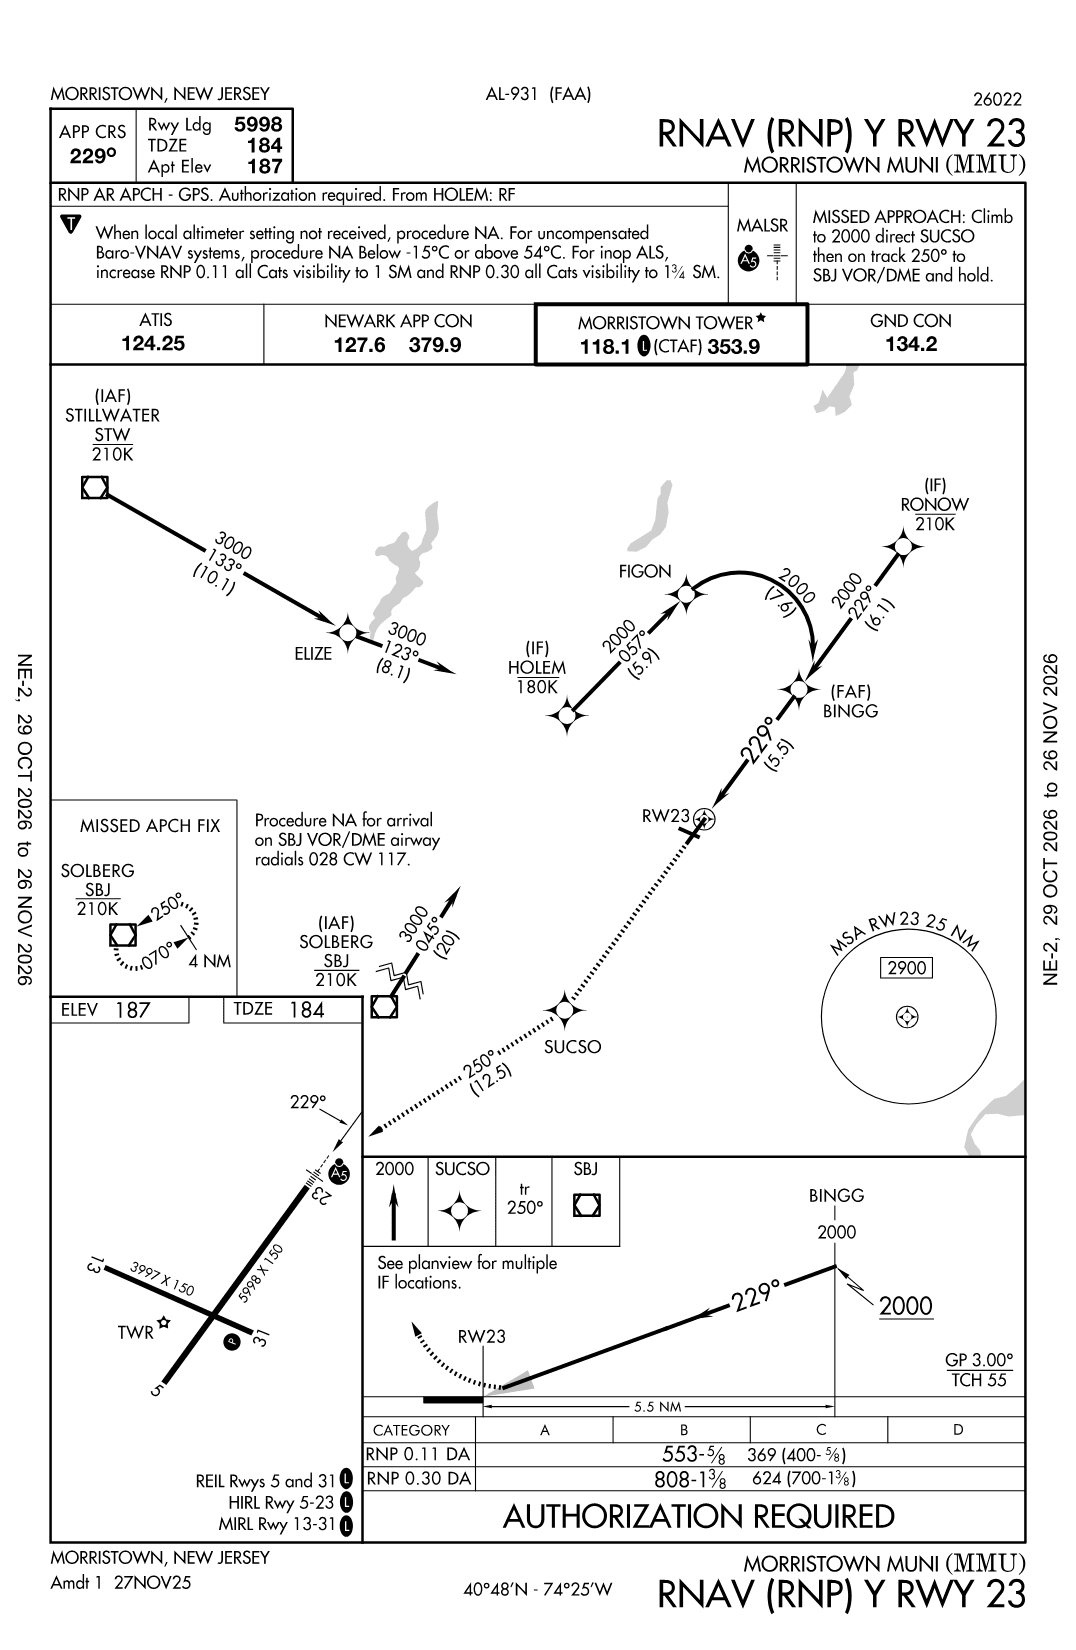 MORRISTOWN, NEW JERSEY
AL-931 (FAA)
26022
APP CRS
229°
Rwy Ldg 5998
TDZE 184
Apt Elev 187
RNAV (RNP) Y RWY 23
MORRISTOWN MUNI (MMU)
RNP AR APCH - GPS. Authorization required. From HOLEM: RF
T
When local altimeter setting not received, procedure NA. For uncompensated
Baro-VNAV systems, procedure NA Below -15°C or above 54°C. For inop ALS,
increase RNP 0.11 all Cats visibility to 1 SM and RNP 0.30 all Cats visibility to 1¾ SM.
MALSR
A5
MISSED APPROACH: Climb
to 2000 direct SUCSO
then on track 250° to
SBJ VOR/DME and hold.
ATIS
124.25
NEWARK APP CON
127.6 379.9
MORRISTOWN TOWER★
118.1 L (CTAF) 353.9
GND CON
134.2
(IAF)
STILLWATER
STW
210K
3000
133°
(10.1)
ELIZE
3000
123°
(8.1)
FIGON
(IF)
HOLEM
180K
2000
057°
(5.9)
2000
(7.6)
(IF)
RONOW
210K
2000
229°
(6.1)
(FAF)
BINGG
229°
(5.5)
RW23
MISSED APCH FIX
SOLBERG
SBJ
210K
250°
070°
4 NM
Procedure NA for arrival
on SBJ VOR/DME airway
radials 028 CW 117.
(IAF)
SOLBERG
SBJ
210K
3000
045°
(20)
SUCSO
250°
(12.5)
MSA RW23 25 NM
2900
ELEV 187
TDZE 184
229°
A5
23
13
3997 X 150
5998 X 150
TWR
P
31
5
REIL Rwys 5 and 31 L
HIRL Rwy 5-23 L
MIRL Rwy 13-31 L
2000
SUCSO
tr
250°
SBJ
See planview for multiple
IF locations.
BINGG
2000
229°
2000
RW23
GP 3.00°
TCH 55
5.5 NM
CATEGORY A B C D
RNP 0.11 DA 553-⅝ 369 (400-⅝)
RNP 0.30 DA 808-1⅜ 624 (700-1⅜)
AUTHORIZATION REQUIRED
MORRISTOWN, NEW JERSEY
Amdt 1 27NOV25
40°48'N - 74°25'W
MORRISTOWN MUNI (MMU)
RNAV (RNP) Y RWY 23
NE-2, 29 OCT 2026 to 26 NOV 2026
NE-2, 29 OCT 2026 to 26 NOV 2026